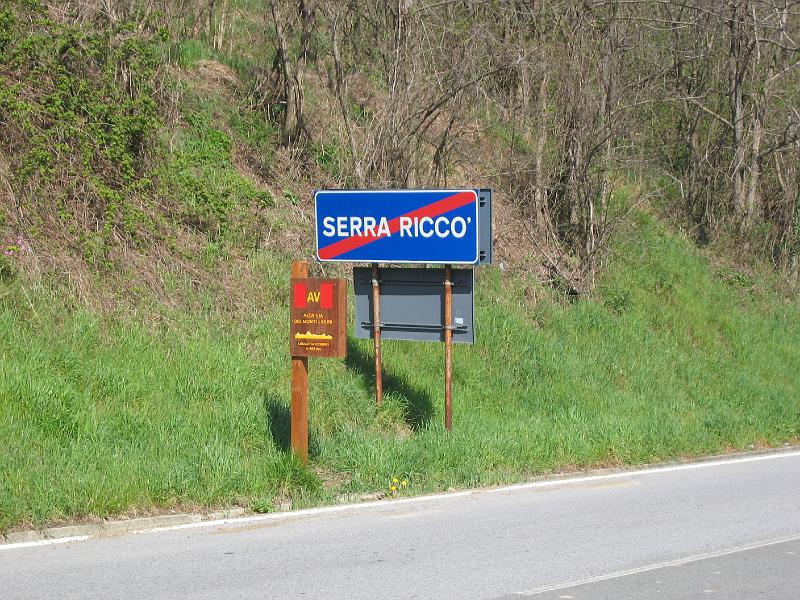 SERRA RICCO'
AV
ALTA VIA
DEI MONTI LIGURI